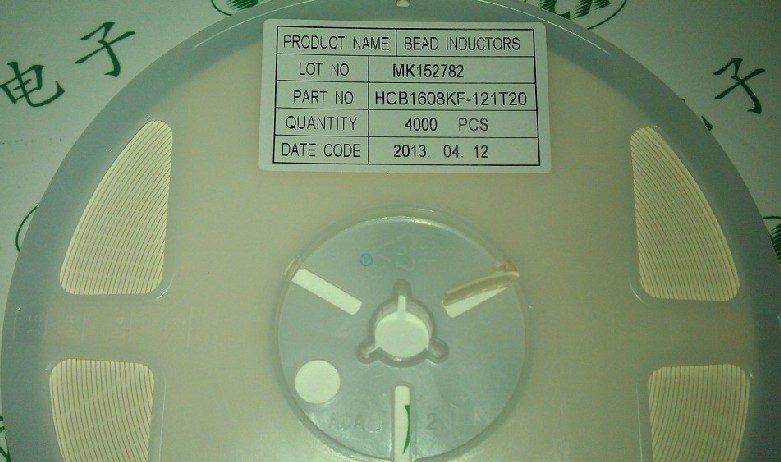 PRODUCT NAME BEAD INDUCTORS
LOT NO MK152782
PART NO HCB1608KF-121T20
QUANTITY 4000 PCS
DATE CODE 2013. 04. 12
电子
子
2